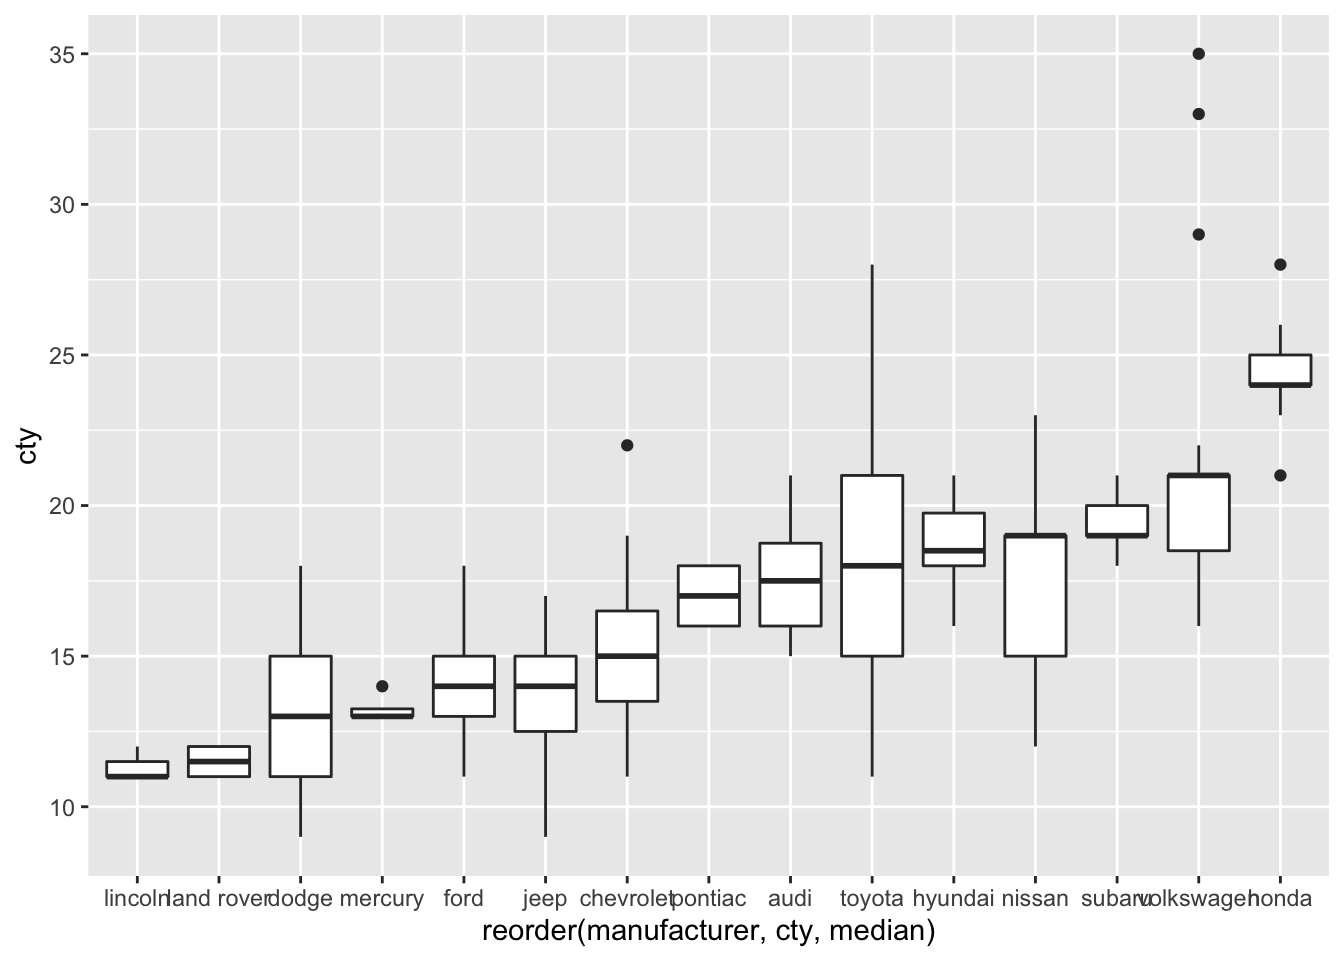 35
30
25
20
15
10
cty
lincoln land rover dodge mercury ford jeep chevrolet pontiac audi toyota hyundai nissan subaru volkswagen honda
reorder(manufacturer, cty, median)